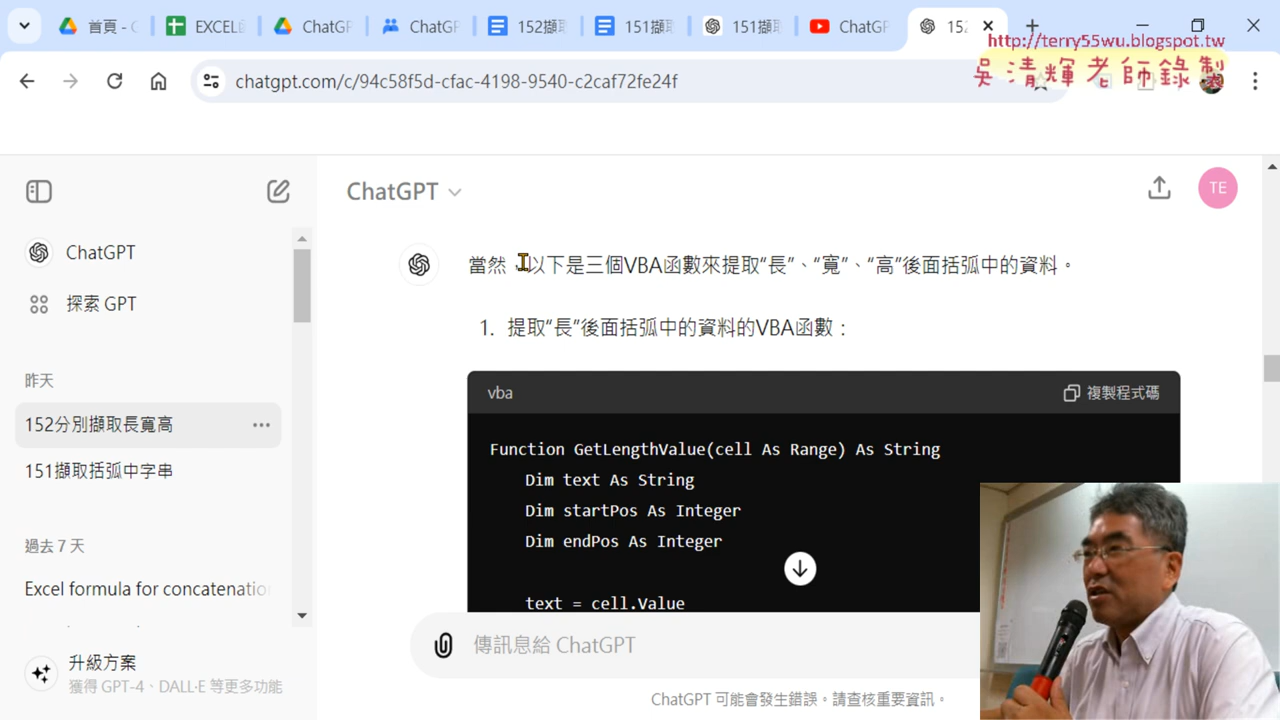 首頁 - C
EXCEL
ChatGP
ChatGP
152擷
151擷
151擷
ChatGP
152
http://terry55wu.blogspot.tw
吳清輝老師錄製
chatgpt.com/c/94c58f5d-cfac-4193-9540-c2caf72fe24f
ChatGPT
TE
ChatGPT
探索 GPT
昨天
152分別擷取長寬高
151擷取括弧中字串
過去 7 天
Excel formula for concatenatio
升級方案
獲得 GPT-4、DALL·E 等更多功能
當然，以下是三個VBA函數來提取“長”、“寬”、“高”後面括弧中的資料。
1. 提取“長”後面括弧中的資料的VBA函數：
vba
複製程式碼
Function GetLengthValue(cell As Range) As String
Dim text As String
Dim startPos As Integer
Dim endPos As Integer
text = cell.Value
傳訊息給 ChatGPT
ChatGPT 可能會發生錯誤。請查核重要資訊。